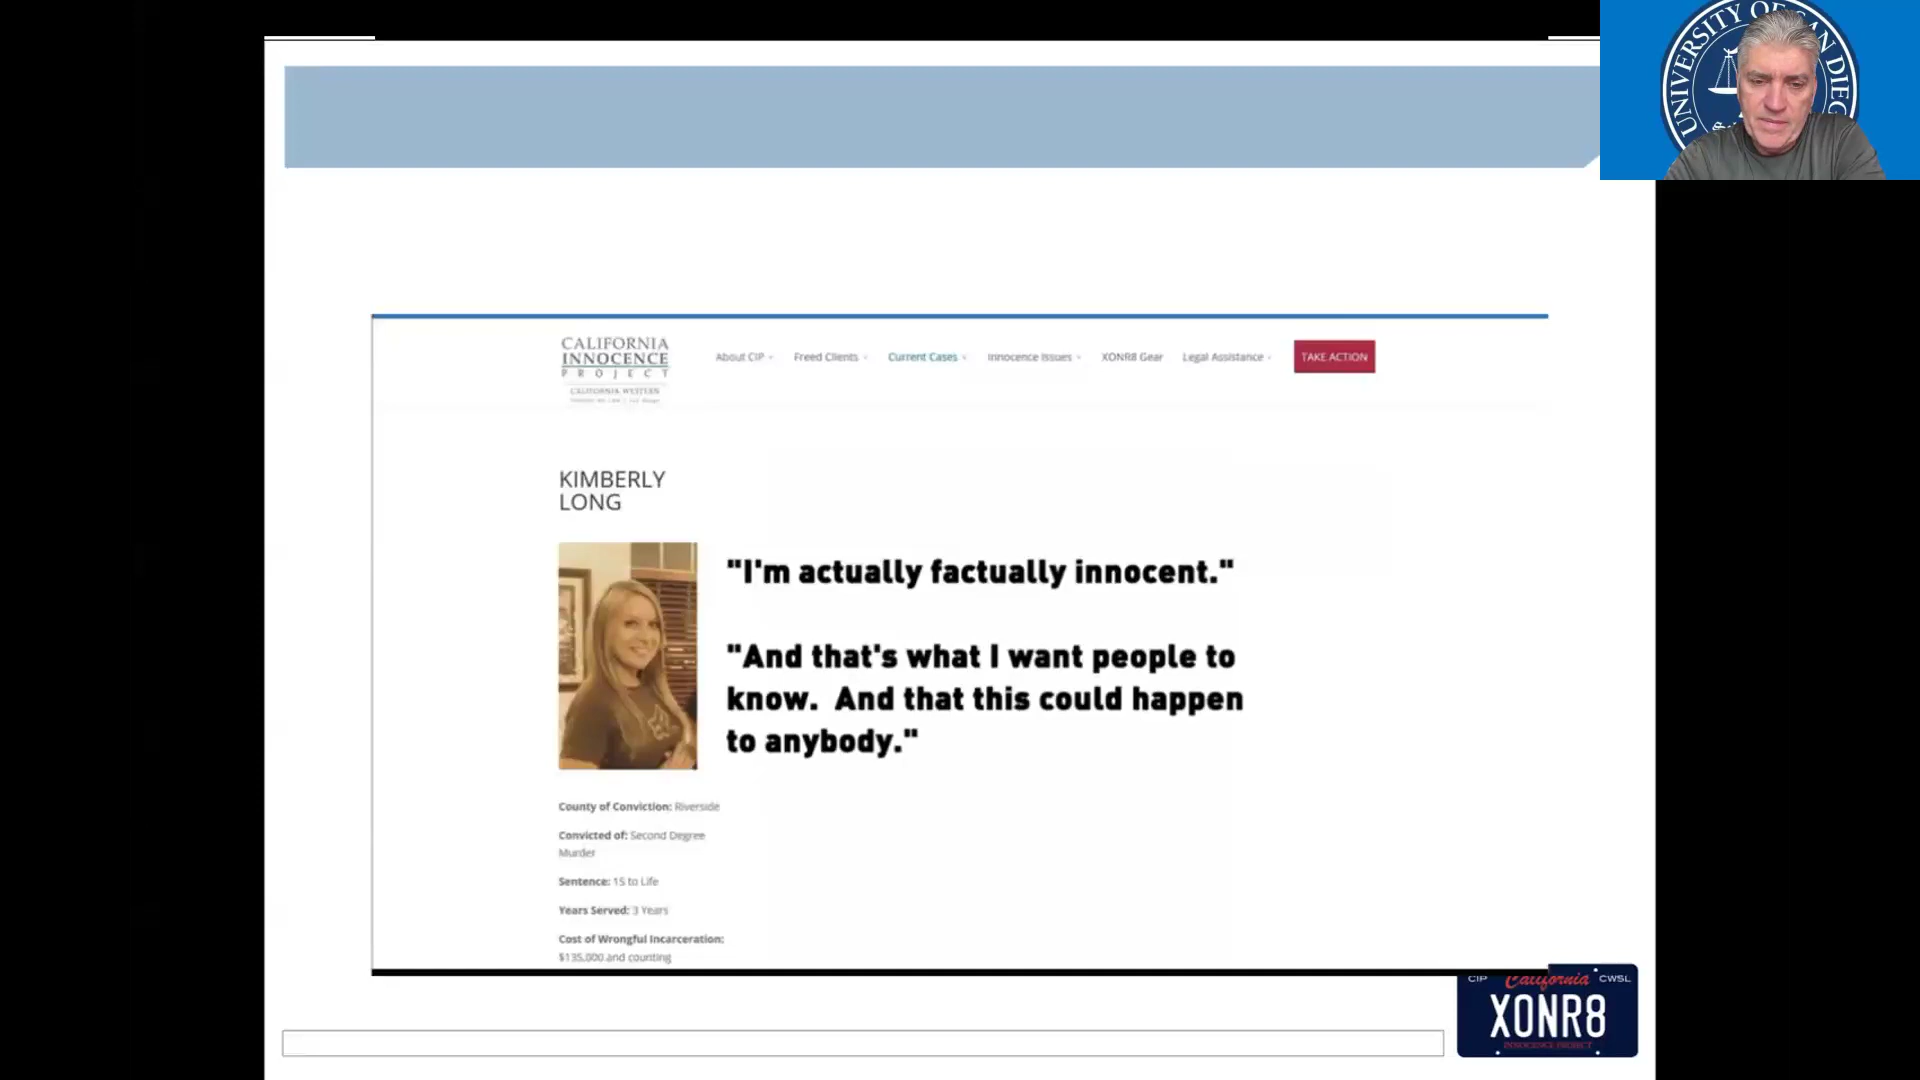 UNIVERSITY OF SAN DIEG
CALIFORNIA
INNOCENCE
PROJECT
CALIFORNIA WESTERN
About CIP
Freed Clients
Current Cases
Innocence Issues
XONR8 Gear
Legal Assistance
TAKE ACTION
KIMBERLY
LONG
"I'm actually factually innocent."
"And that's what I want people to
know. And that this could happen
to anybody."
County of Conviction: Riverside
Convicted of: Second Degree
Murder
Sentence: 15 to Life
Years Served: 3 Years
Cost of Wrongful Incarceration:
$135,000 and counting
CIP California CWSL
XONR8
INNOCENCE PROJECT